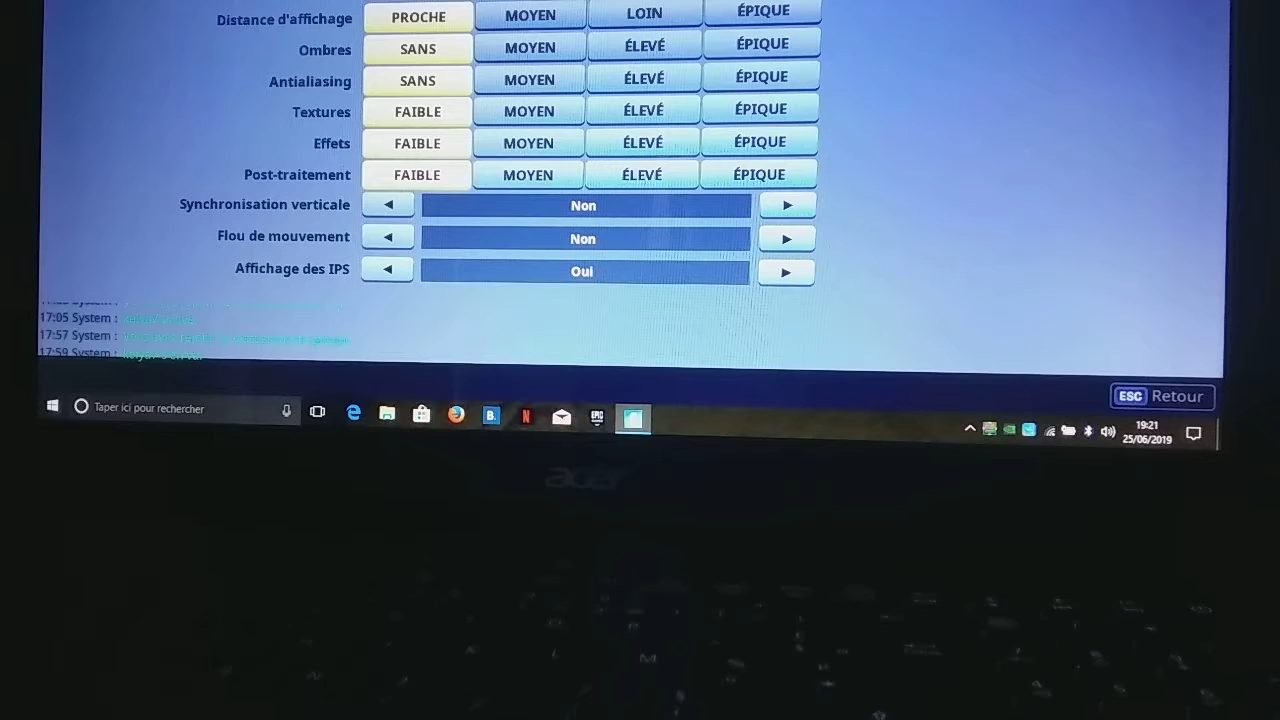 Distance d'affichage PROCHE MOYEN LOIN ÉPIQUE
Ombres SANS MOYEN ÉLEVÉ ÉPIQUE
Antialiasing SANS MOYEN ÉLEVÉ ÉPIQUE
Textures FAIBLE MOYEN ÉLEVÉ ÉPIQUE
Effets FAIBLE MOYEN ÉLEVÉ ÉPIQUE
Post-traitement FAIBLE MOYEN ÉLEVÉ ÉPIQUE
Synchronisation verticale ◄ Non ►
Flou de mouvement ◄ Non ►
Affichage des IPS ◄ Oui ►
17:05 System :
17:57 System :
17:59 System :
ESC Retour
Taper ici pour rechercher
B.
N
EPIC
19:21
25/06/2019
acer
M